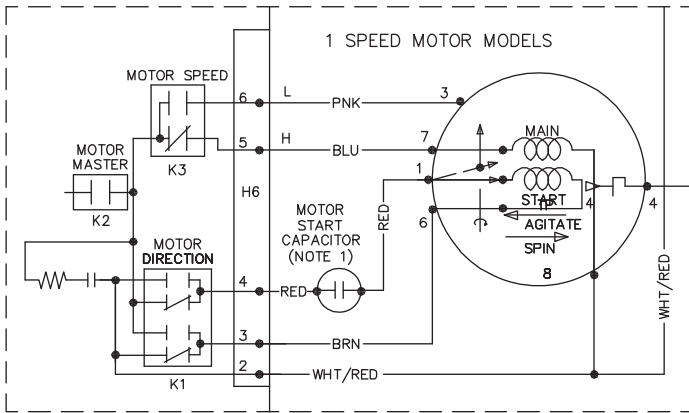 1 SPEED MOTOR MODELS
MOTOR SPEED
6
L
PNK
3
5
H
BLU
7
MAIN
K3
MOTOR
MASTER
K2
H6
1
START
4
4
MOTOR
START
CAPACITOR
(NOTE 1)
RED
6
AGITATE
SPIN
8
MOTOR
DIRECTION
4
RED
3
BRN
2
WHT/RED
K1
WHT/RED